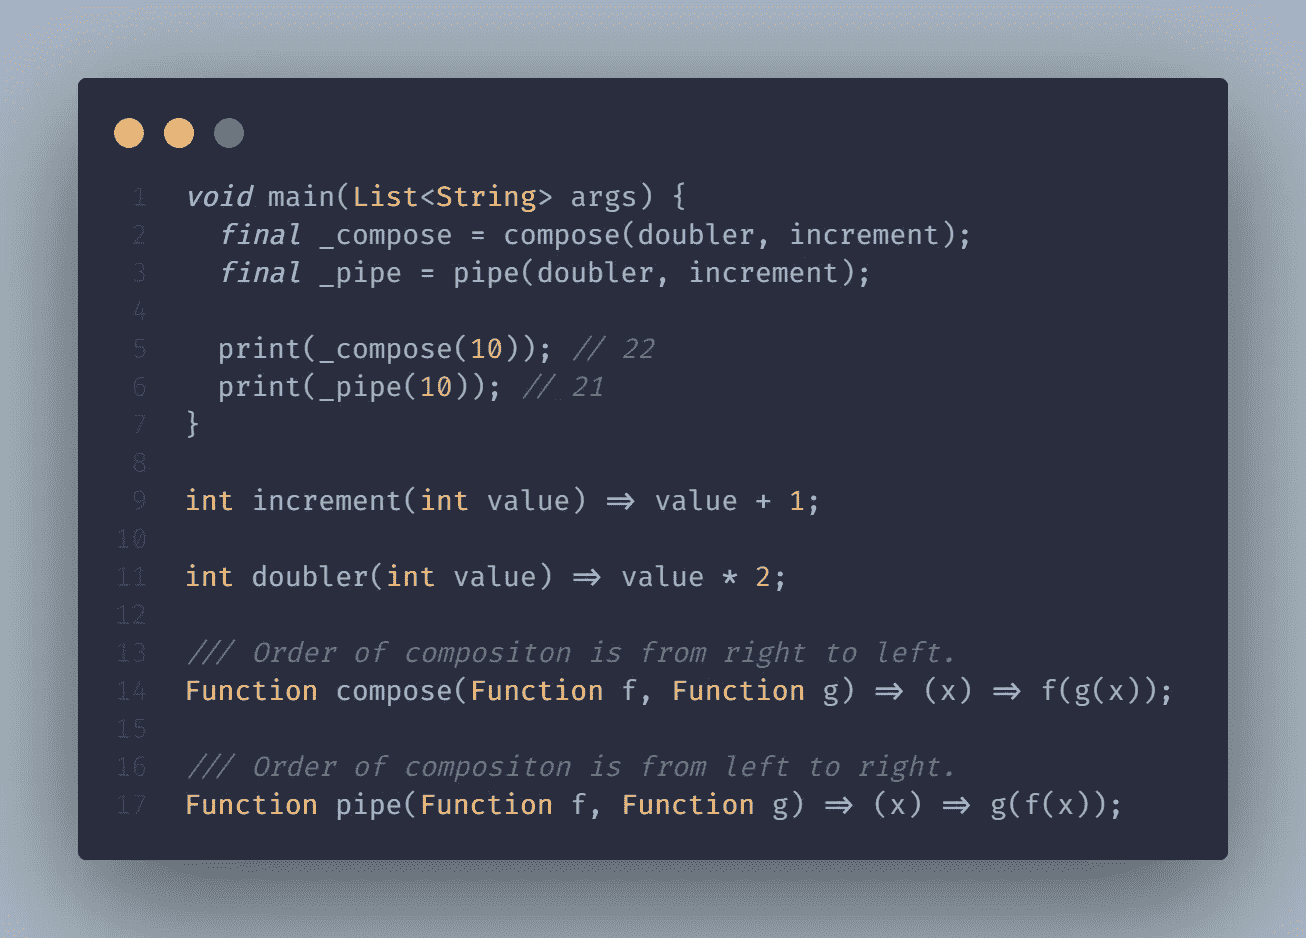 1 void main(List<String> args) {
2 final _compose = compose(doubler, increment);
3 final _pipe = pipe(doubler, increment);
4
5 print(_compose(10)); // 22
6 print(_pipe(10)); // 21
7 }
8
9 int increment(int value) => value + 1;
10
11 int doubler(int value) => value * 2;
12
13 /// Order of compositon is from right to left.
14 Function compose(Function f, Function g) => (x) => f(g(x));
15
16 /// Order of compositon is from left to right.
17 Function pipe(Function f, Function g) => (x) => g(f(x));